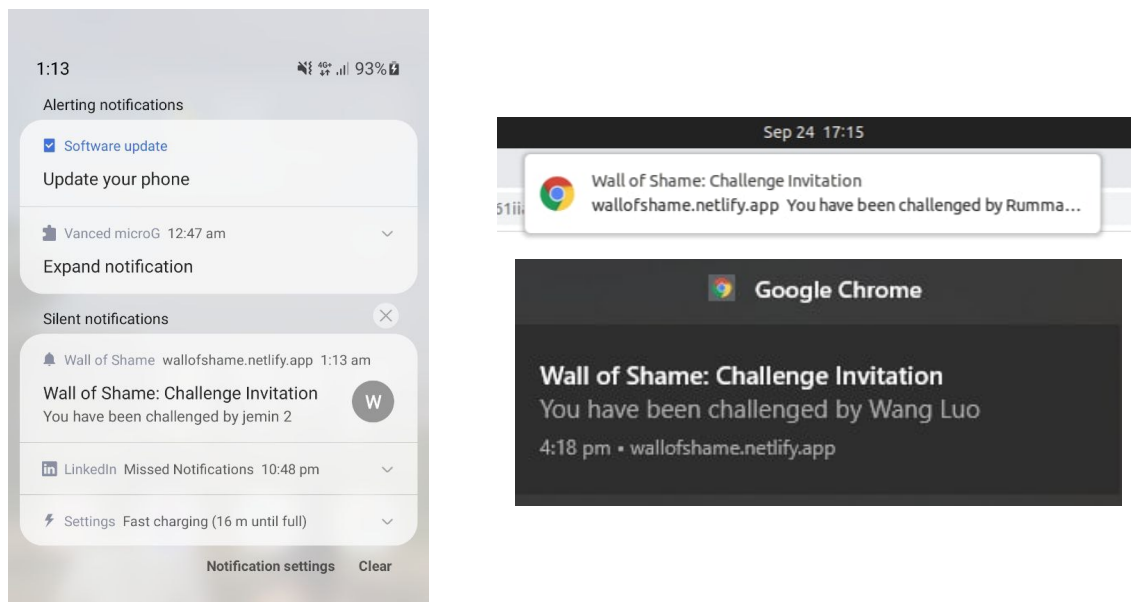 1:13 4G+ 93%
Alerting notifications
Software update
Update your phone
Vanced microG 12:47 am
Expand notification
Silent notifications
Wall of Shame wallofshame.netlify.app 1:13 am
Wall of Shame: Challenge Invitation
You have been challenged by jemin 2
W
in LinkedIn Missed Notifications 10:48 pm
Settings Fast charging (16 m until full)
Notification settings Clear
Sep 24 17:15
Wall of Shame: Challenge Invitation
wallofshame.netlify.app You have been challenged by Rumma...
Google Chrome
Wall of Shame: Challenge Invitation
You have been challenged by Wang Luo
4:18 pm • wallofshame.netlify.app